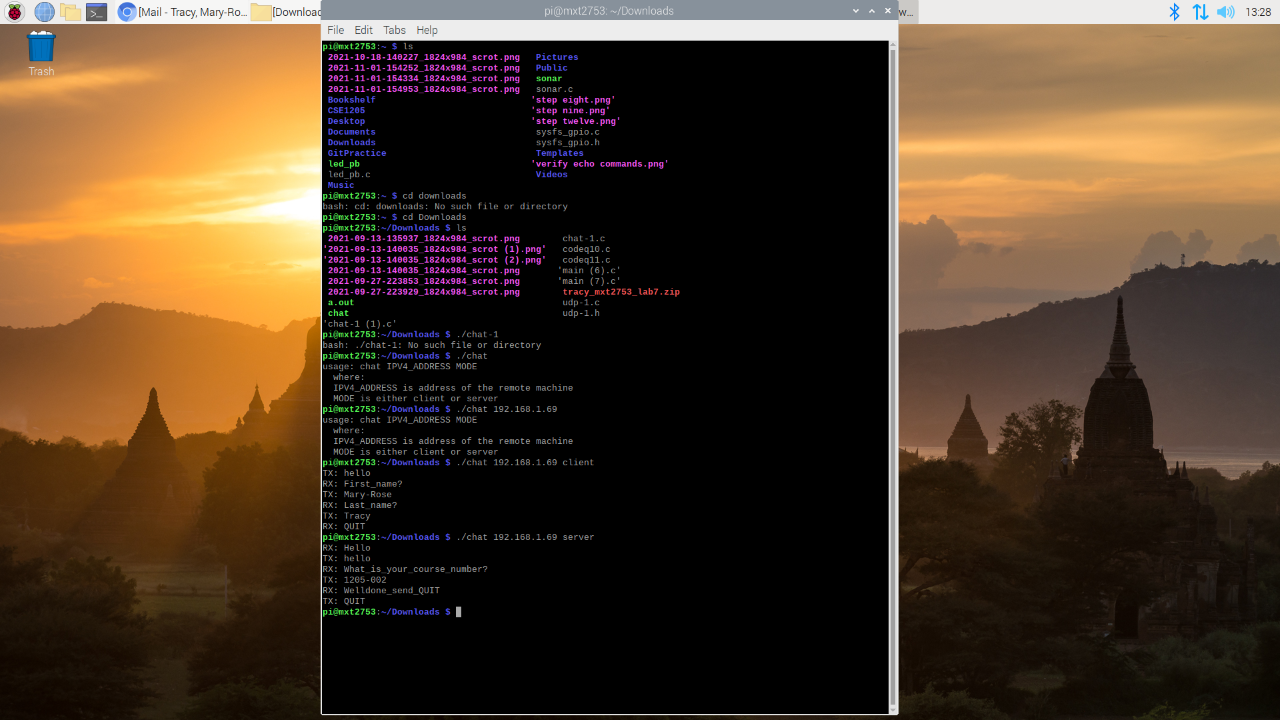 [Mail - Tracy, Mary-Ro...
[Download
pi@mxt2753: ~/Downloads
w...
13:28
Trash
File Edit Tabs Help
pi@mxt2753:~ $ ls
2021-10-18-140227_1824x984_scrot.png Pictures
2021-11-01-154252_1824x984_scrot.png Public
2021-11-01-154334_1824x984_scrot.png sonar
2021-11-01-154953_1824x984_scrot.png sonar.c
Bookshelf 'step eight.png'
CSE1205 'step nine.png'
Desktop 'step twelve.png'
Documents sysfs_gpio.c
Downloads sysfs_gpio.h
GitPractice Templates
led_pb 'verify echo commands.png'
led_pb.c Videos
Music
pi@mxt2753:~ $ cd downloads
bash: cd: downloads: No such file or directory
pi@mxt2753:~ $ cd Downloads
pi@mxt2753:~/Downloads $ ls
2021-09-13-135937_1824x984_scrot.png chat-1.c
'2021-09-13-140035_1824x984_scrot (1).png' codeq10.c
'2021-09-13-140035_1824x984_scrot (2).png' codeq11.c
2021-09-13-140035_1824x984_scrot.png 'main (6).c'
2021-09-27-223853_1824x984_scrot.png 'main (7).c'
2021-09-27-223929_1824x984_scrot.png tracy_mxt2753_lab7.zip
a.out udp-1.c
chat udp-1.h
'chat-1 (1).c'
pi@mxt2753:~/Downloads $ ./chat-1
bash: ./chat-1: No such file or directory
pi@mxt2753:~/Downloads $ ./chat
usage: chat IPV4_ADDRESS MODE
where:
IPV4_ADDRESS is address of the remote machine
MODE is either client or server
pi@mxt2753:~/Downloads $ ./chat 192.168.1.69
usage: chat IPV4_ADDRESS MODE
where:
IPV4_ADDRESS is address of the remote machine
MODE is either client or server
pi@mxt2753:~/Downloads $ ./chat 192.168.1.69 client
TX: hello
RX: First_name?
TX: Mary-Rose
RX: Last_name?
TX: Tracy
RX: QUIT
pi@mxt2753:~/Downloads $ ./chat 192.168.1.69 server
RX: Hello
TX: hello
RX: What_is_your_course_number?
TX: 1205-002
RX: Welldone_send_QUIT
TX: QUIT
pi@mxt2753:~/Downloads $